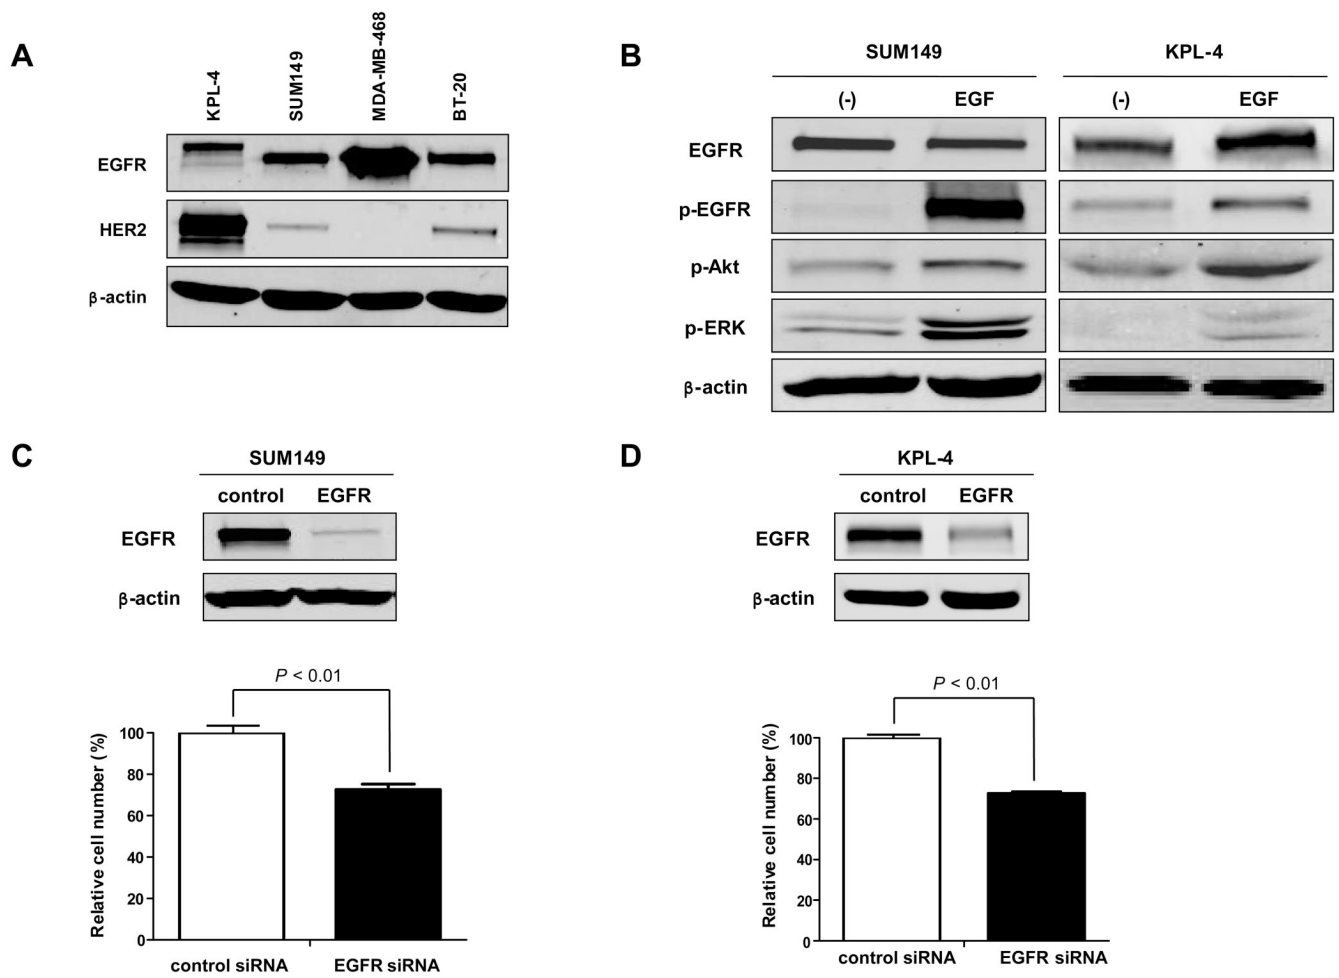 A
KPL-4
SUM149
MDA-MB-468
BT-20
EGFR
HER2
β-actin
B
SUM149
KPL-4
(-)
EGF
(-)
EGF
EGFR
p-EGFR
p-Akt
p-ERK
β-actin
C
SUM149
control
EGFR
EGFR
β-actin
P < 0.01
Relative cell number (%)
100
80
60
40
20
0
control siRNA
EGFR siRNA
D
KPL-4
control
EGFR
EGFR
β-actin
P < 0.01
Relative cell number (%)
100
80
60
40
20
0
control siRNA
EGFR siRNA